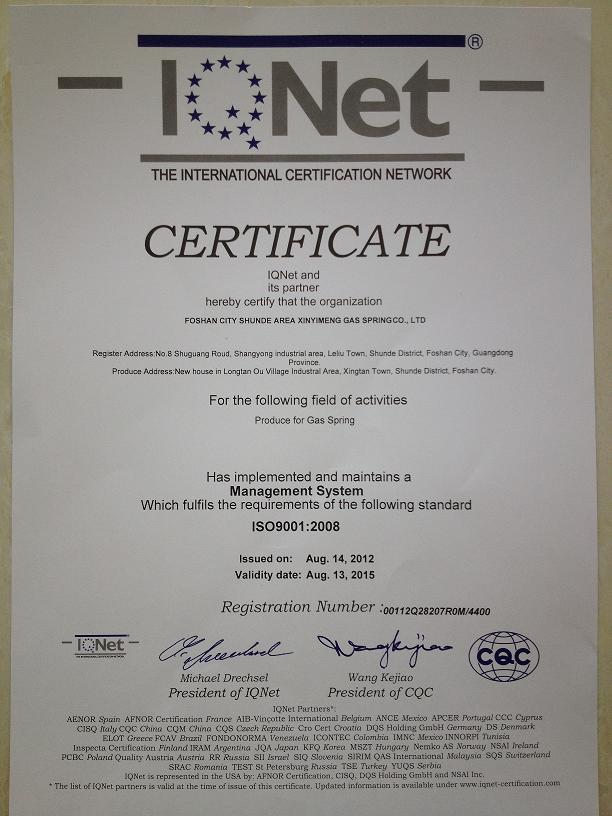 IQNet ®
THE INTERNATIONAL CERTIFICATION NETWORK
CERTIFICATE
IQNet and
its partner
hereby certify that the organization
FOSHAN CITY SHUNDE AREA XINYIMENG GAS SPRINGCO., LTD
Register Address:No.8 Shuguang Roud, Shangyong industrial area, Leliu Town, Shunde District, Foshan City, Guangdong
Province.
Produce Address:New house in Longtan Ou Village Industral Area, Xingtan Town, Shunde District, Foshan City.
For the following field of activities
Produce for Gas Spring
Has implemented and maintains a
Management System
Which fulfils the requirements of the following standard
ISO9001:2008
Issued on: Aug. 14, 2012
Validity date: Aug. 13, 2015
Registration Number :00112Q28207R0M/4400
IQNet
CQC
Michael Drechsel Wang Kejiao
President of IQNet President of CQC
IQNet Partners*:
AENOR Spain AFNOR Certification France AIB-Vinçotte International Belgium ANCE Mexico APCER Portugal CCC Cyprus
CISQ Italy CQC China CQM China CQS Czech Republic Cro Cert Croatia DQS Holding GmbH Germany DS Denmark
ELOT Greece FCAV Brazil FONDONORMA Venezuela ICONTEC Colombia IMNC Mexico INNORPI Tunisia
Inspecta Certification Finland IRAM Argentina JQA Japan KFQ Korea MSZT Hungary Nemko AS Norway NSAI Ireland
PCBC Poland Quality Austria Austria RR Russia SII Israel SIQ Slovenia SIRIM QAS International Malaysia SQS Switzerland
SRAC Romania TEST St Petersburg Russia TSE Turkey YUQS Serbia
IQNet is represented in the USA by: AFNOR Certification, CISQ, DQS Holding GmbH and NSAI Inc.
* The list of IQNet partners is valid at the time of issue of this certificate. Updated information is available under www.iqnet-certification.com